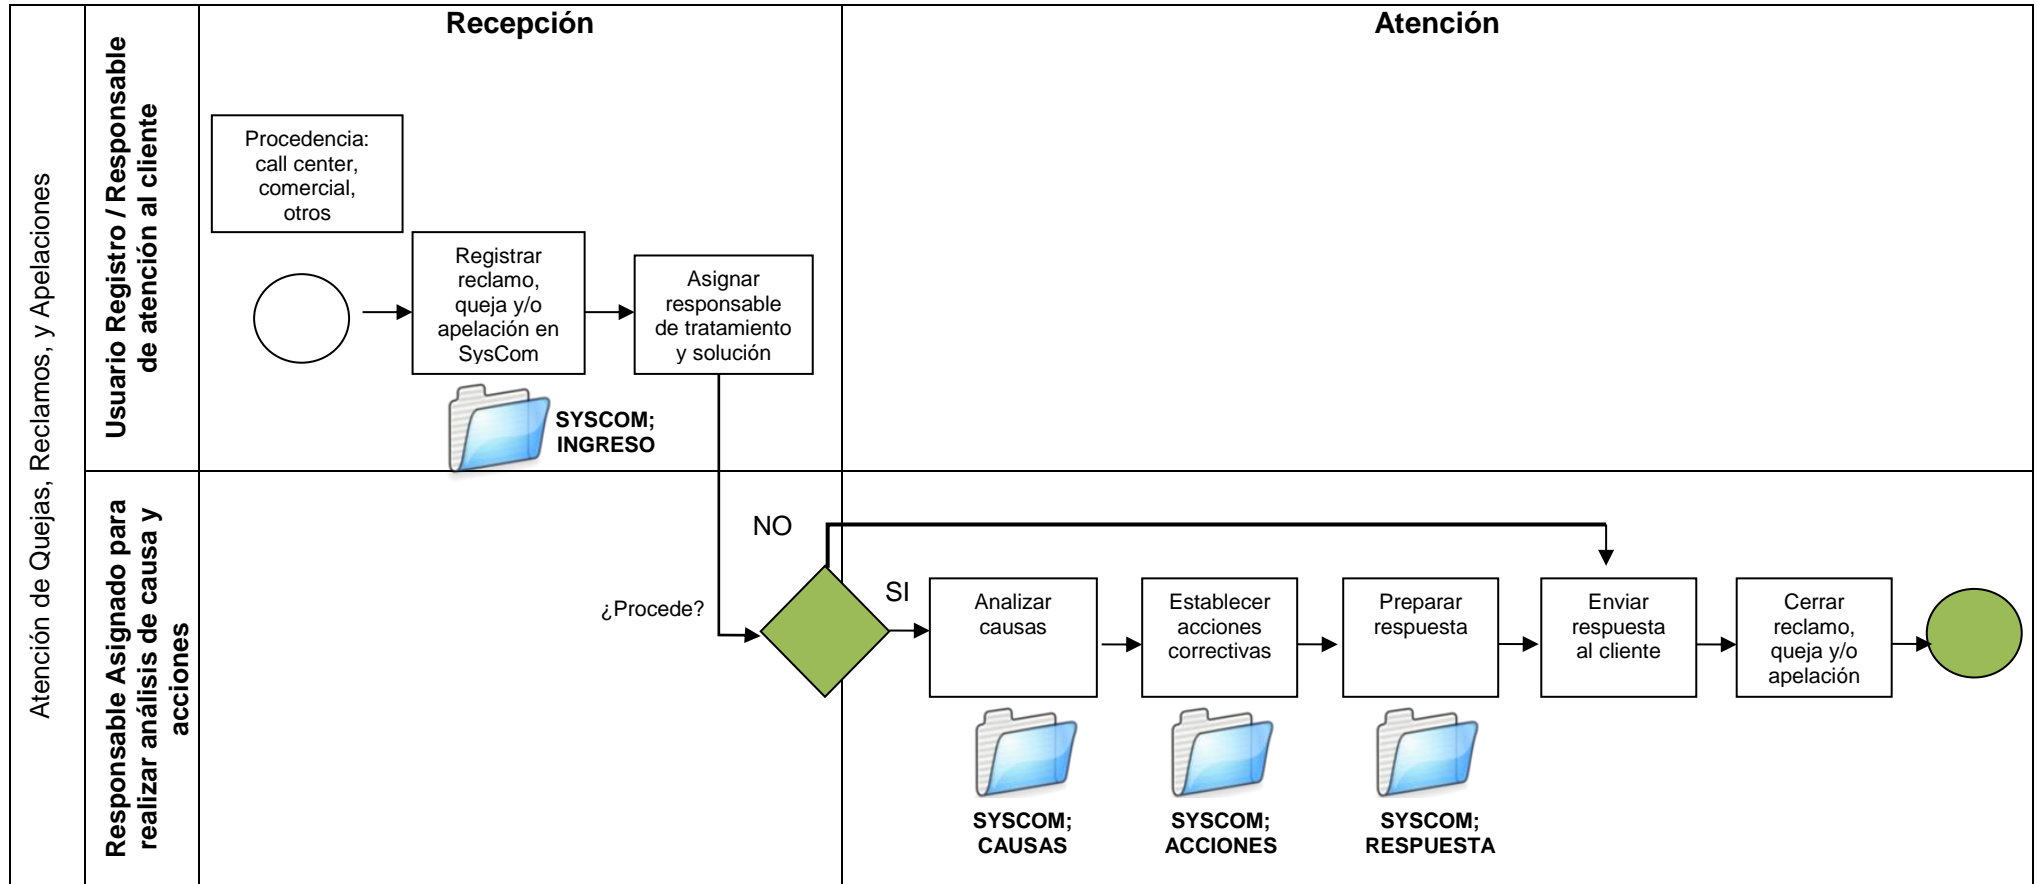 Recepción
Atención
Atención de Quejas, Reclamos, y Apelaciones
Usuario Registro / Responsable
de atención al cliente
Procedencia:
call center,
comercial,
otros
Registrar
reclamo,
queja y/o
apelación en
SysCom
Asignar
responsable
de tratamiento
y solución
SYSCOM;
INGRESO
Responsable Asignado para
realizar análisis de causa y
acciones
¿Procede?
NO
SI
Analizar
causas
Establecer
acciones
correctivas
Preparar
respuesta
Enviar
respuesta
al cliente
Cerrar
reclamo,
queja y/o
apelación
SYSCOM;
CAUSAS
SYSCOM;
ACCIONES
SYSCOM;
RESPUESTA